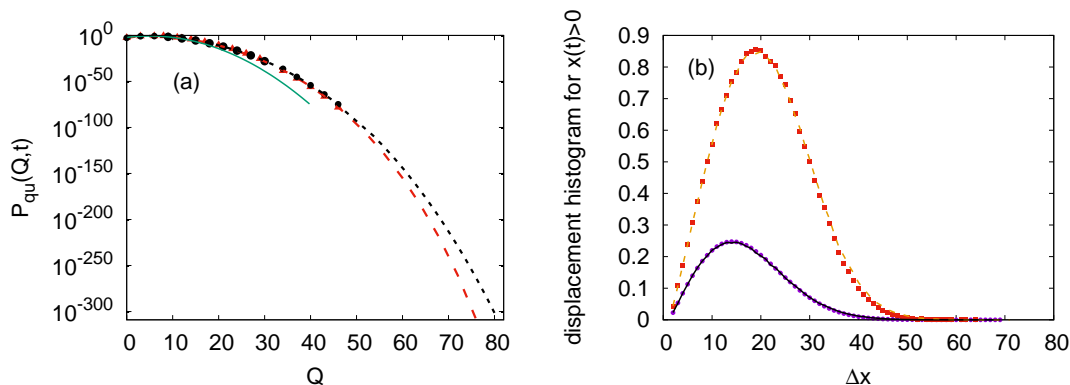 P_qu(Q,t)
10^0
10^-50
10^-100
10^-150
10^-200
10^-250
10^-300
(a)
0 10 20 30 40 50 60 70 80
Q
displacement histogram for x(t)>0
0.9
0.8
0.7
0.6
0.5
0.4
0.3
0.2
0.1
0
(b)
0 10 20 30 40 50 60 70 80
Δx